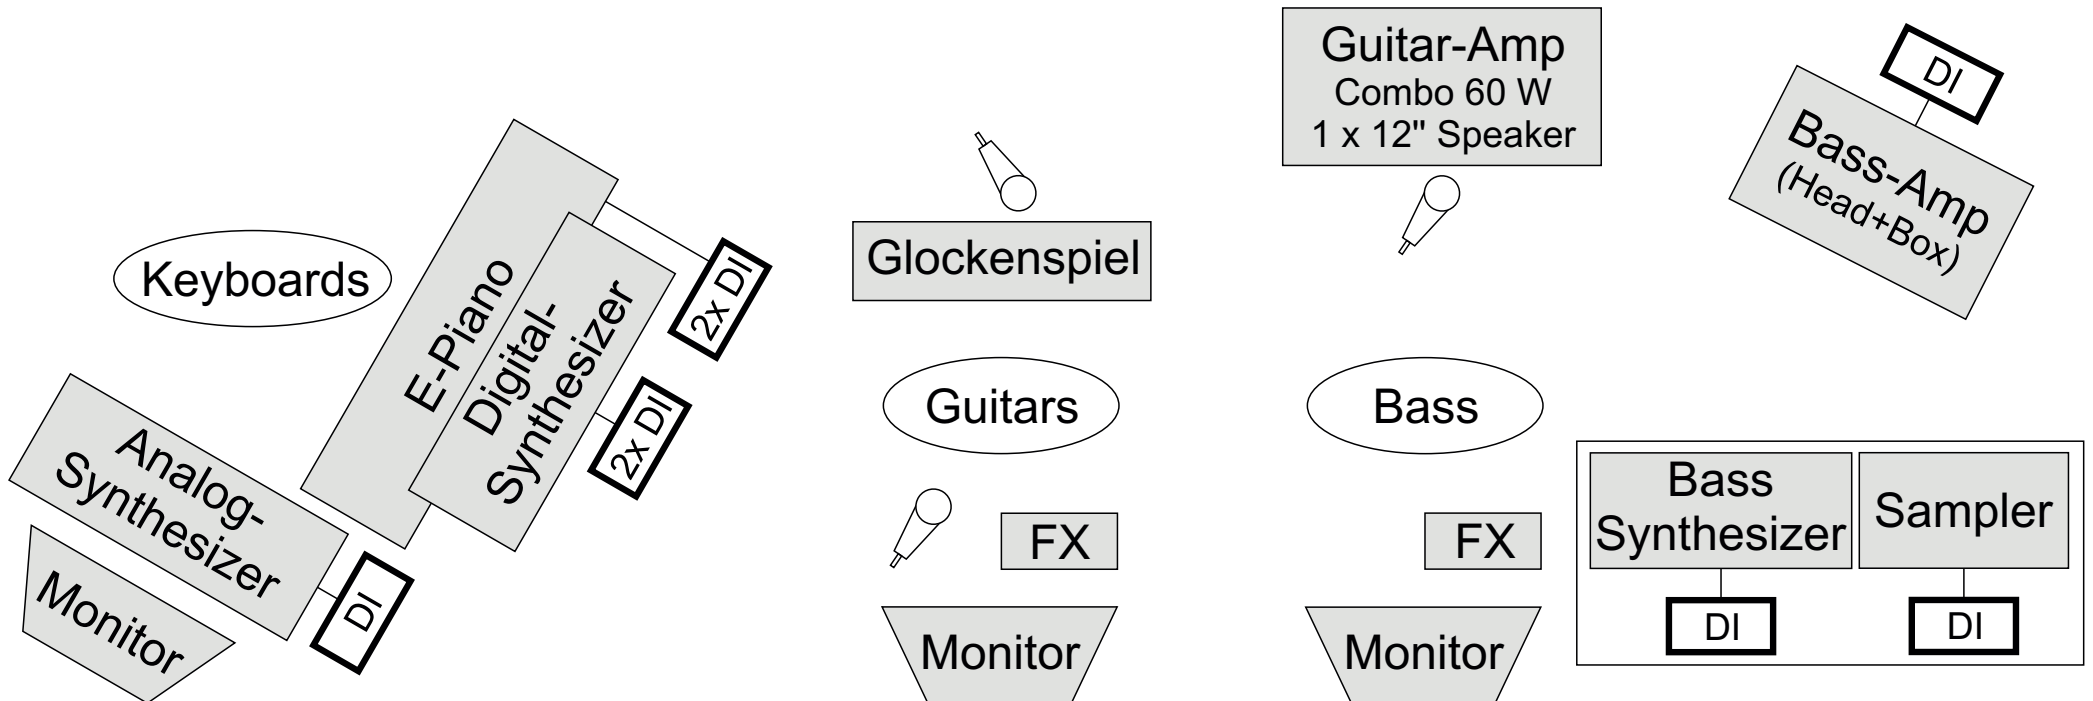 Guitar-Amp
Combo 60 W
1 x 12" Speaker
DI
Bass-Amp
(Head+Box)
Keyboards
E-Piano
Digital-
Synthesizer
2x DI
2x DI
Glockenspiel
Guitars
Bass
Analog-
Synthesizer
DI
Monitor
FX
Monitor
FX
Monitor
Bass
Synthesizer
DI
Sampler
DI